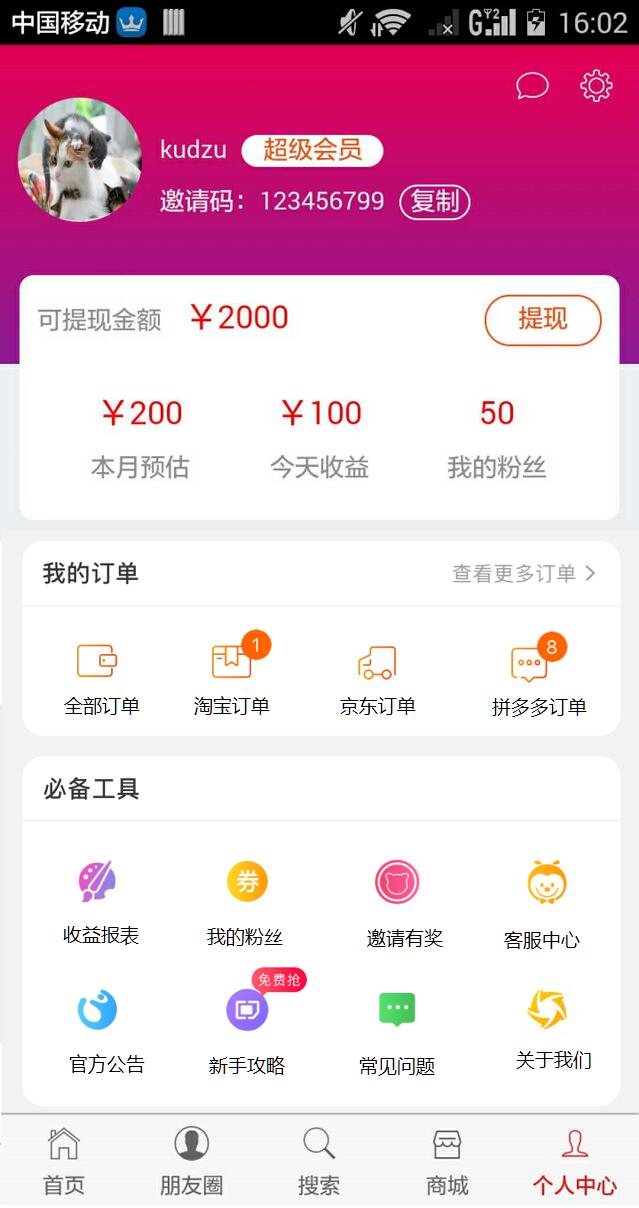 中国移动 G 16:02
kudzu 超级会员
邀请码：123456799 复制
可提现金额 ￥2000 提现
￥200 ￥100 50
本月预估 今天收益 我的粉丝
我的订单 查看更多订单
1 8
全部订单 淘宝订单 京东订单 拼多多订单
必备工具
券
收益报表 我的粉丝 邀请有奖 客服中心
免费抢
官方公告 新手攻略 常见问题 关于我们
首页 朋友圈 搜索 商城 个人中心